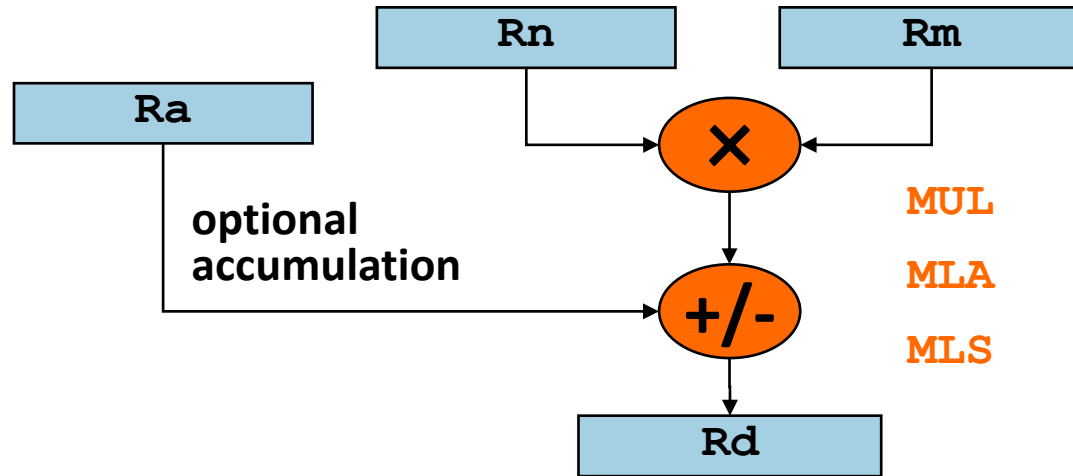 Rn
Rm
Ra
×
optional
accumulation
MUL
MLA
+/-
MLS
Rd